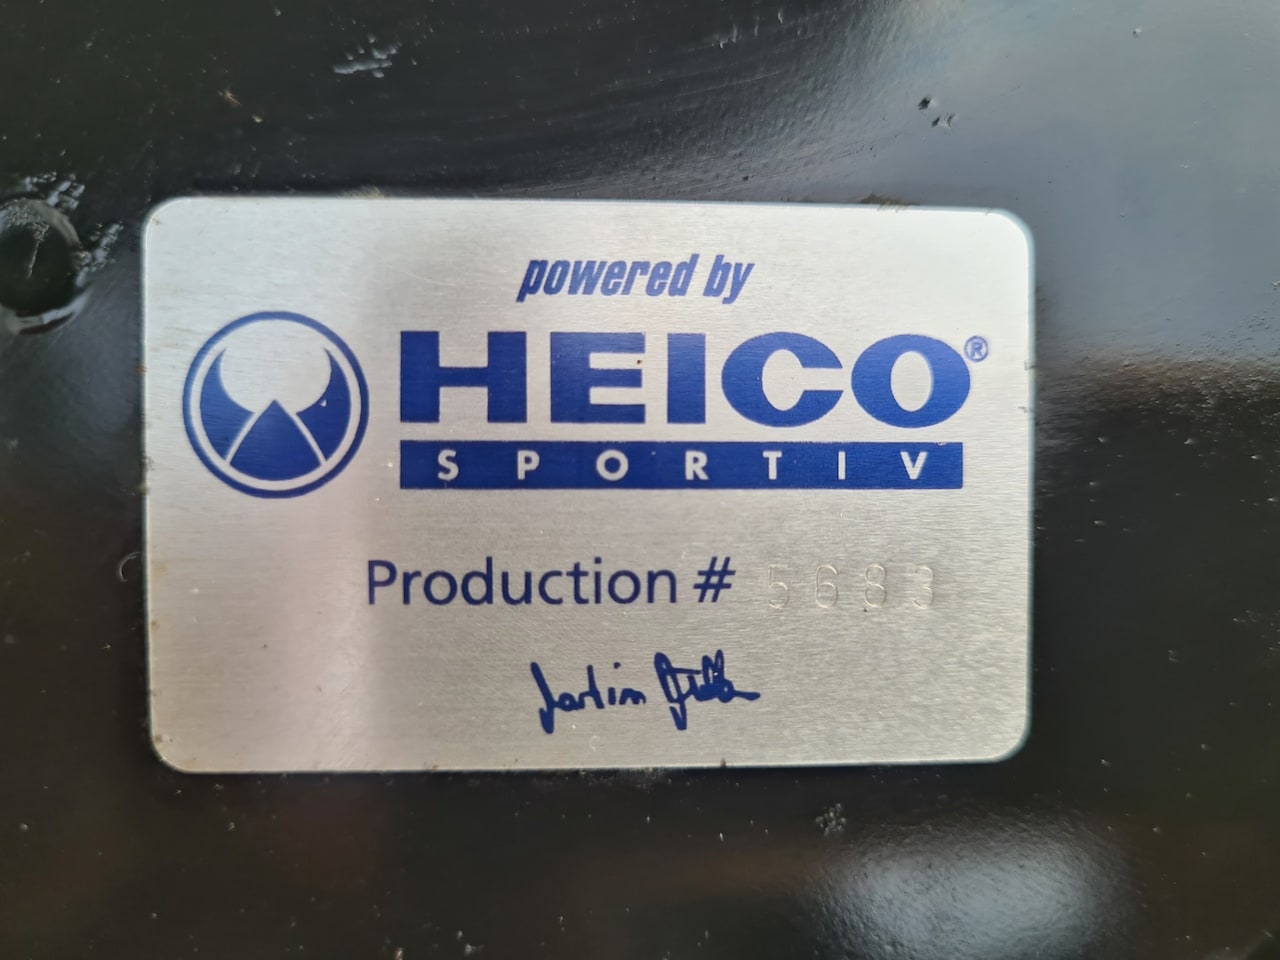 powered by
HEICO®
SPORTIV
Production # 5683